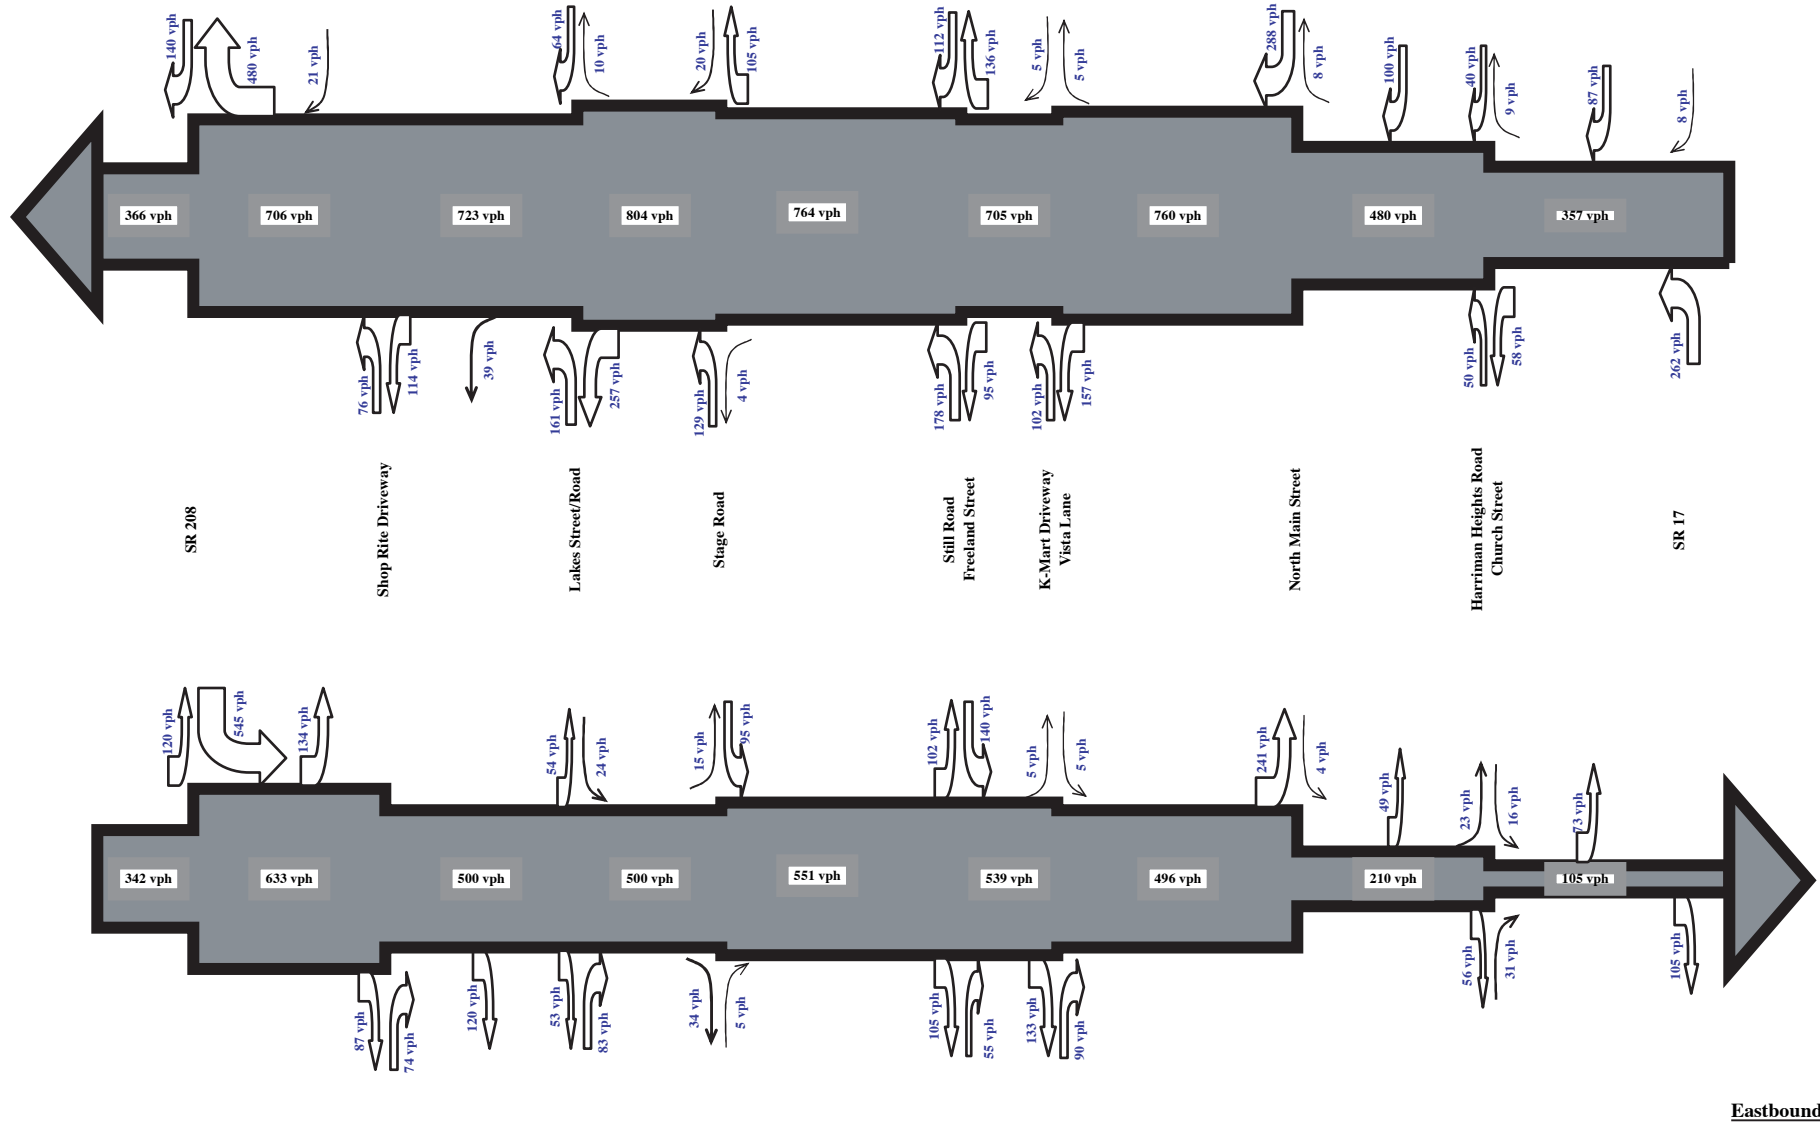 140 vph
480 vph
21 vph
64 vph
10 vph
20 vph
105 vph
112 vph
136 vph
5 vph
5 vph
288 vph
8 vph
100 vph
40 vph
9 vph
87 vph
8 vph
366 vph
706 vph
723 vph
804 vph
764 vph
705 vph
760 vph
480 vph
357 vph
76 vph
114 vph
39 vph
161 vph
257 vph
129 vph
4 vph
178 vph
95 vph
102 vph
157 vph
50 vph
58 vph
262 vph
SR 208
Shop Rite Driveway
Lakes Street/Road
Stage Road
Still Road
Freeland Street
K-Mart Driveway
Vista Lane
North Main Street
Harriman Heights Road
Church Street
SR 17
120 vph
545 vph
134 vph
54 vph
24 vph
15 vph
95 vph
102 vph
140 vph
5 vph
5 vph
241 vph
4 vph
49 vph
23 vph
16 vph
73 vph
342 vph
633 vph
500 vph
500 vph
551 vph
539 vph
496 vph
210 vph
105 vph
87 vph
74 vph
120 vph
53 vph
83 vph
34 vph
5 vph
105 vph
55 vph
133 vph
90 vph
56 vph
31 vph
105 vph
Eastbound